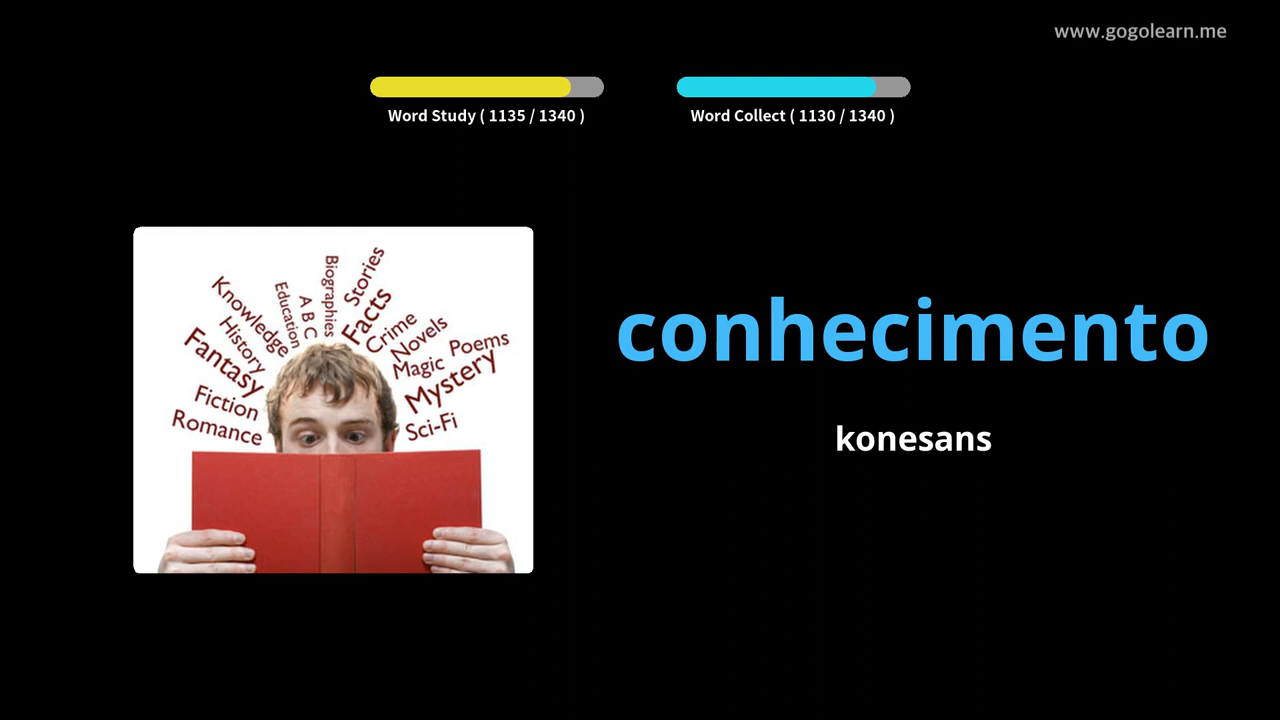 www.gogolearn.me
Word Study ( 1135 / 1340 )
Word Collect ( 1130 / 1340 )
Knowledge
Education
A B C
Biographies
Stories
Facts
Crime
Novels
Poems
History
Fantasy
Magic
Mystery
Fiction
Romance
Sci-Fi
conhecimento
konesans